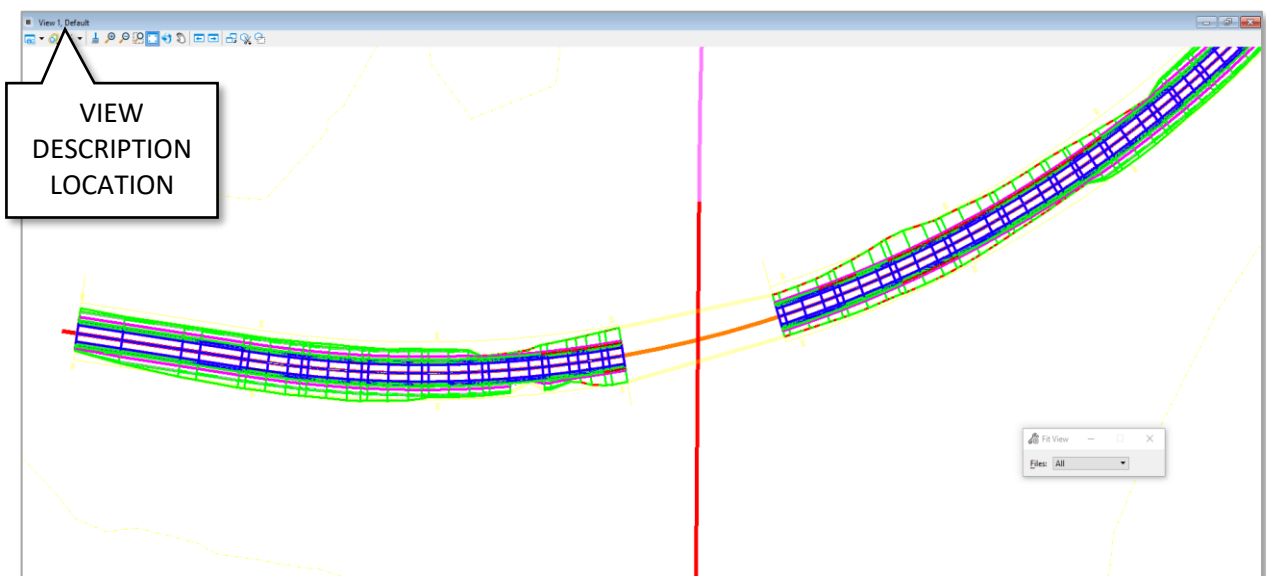 View 1, Default
VIEW
DESCRIPTION
LOCATION
Fit View
Files: All